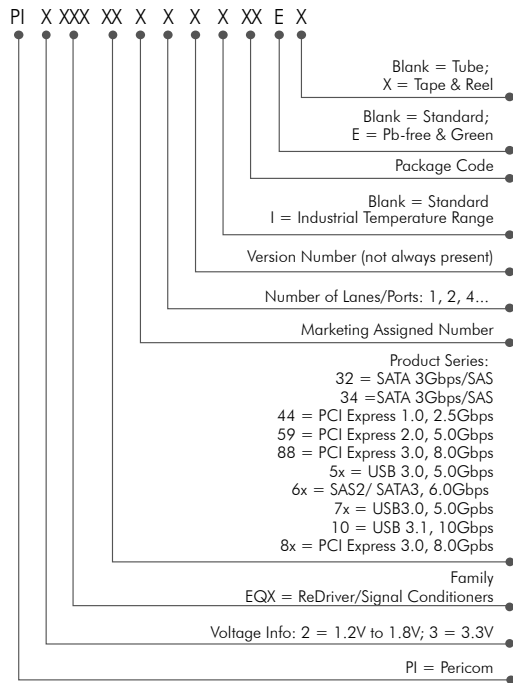 PI X XXX XX X X X X XX E X
Blank = Tube;
X = Tape & Reel
Blank = Standard;
E = Pb-free & Green
Package Code
Blank = Standard
I = Industrial Temperature Range
Version Number (not always present)
Number of Lanes/Ports: 1, 2, 4...
Marketing Assigned Number
Product Series:
32 = SATA 3Gbps/SAS
34 =SATA 3Gbps/SAS
44 = PCI Express 1.0, 2.5Gbps
59 = PCI Express 2.0, 5.0Gbps
88 = PCI Express 3.0, 8.0Gbps
5x = USB 3.0, 5.0Gbps
6x = SAS2/ SATA3, 6.0Gbps
7x = USB3.0, 5.0Gpbs
10 = USB 3.1, 10Gbps
8x = PCI Express 3.0, 8.0Gpbs
Family
EQX = ReDriver/Signal Conditioners
Voltage Info: 2 = 1.2V to 1.8V; 3 = 3.3V
PI = Pericom